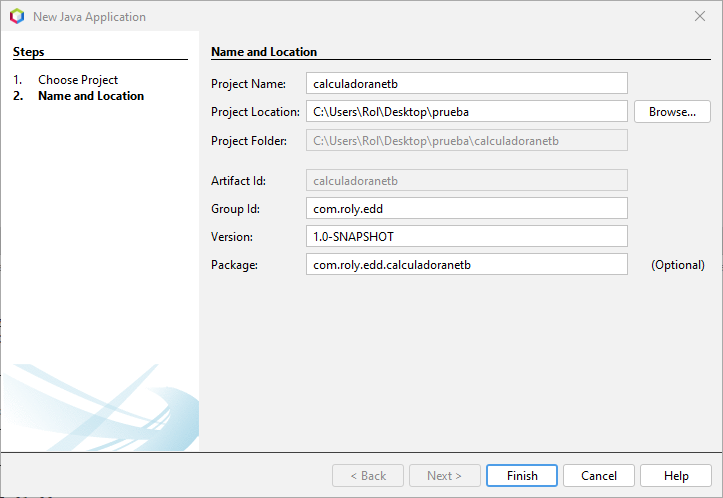 New Java Application
Steps
1. Choose Project
2. Name and Location
Name and Location
Project Name: calculadoranetb
Project Location: C:\Users\Rol\Desktop\prueba Browse...
Project Folder: C:\Users\Rol\Desktop\prueba\calculadoranetb
Artifact Id: calculadoranetb
Group Id: com.roly.edd
Version: 1.0-SNAPSHOT
Package: com.roly.edd.calculadoranetb (Optional)
< Back Next > Finish Cancel Help